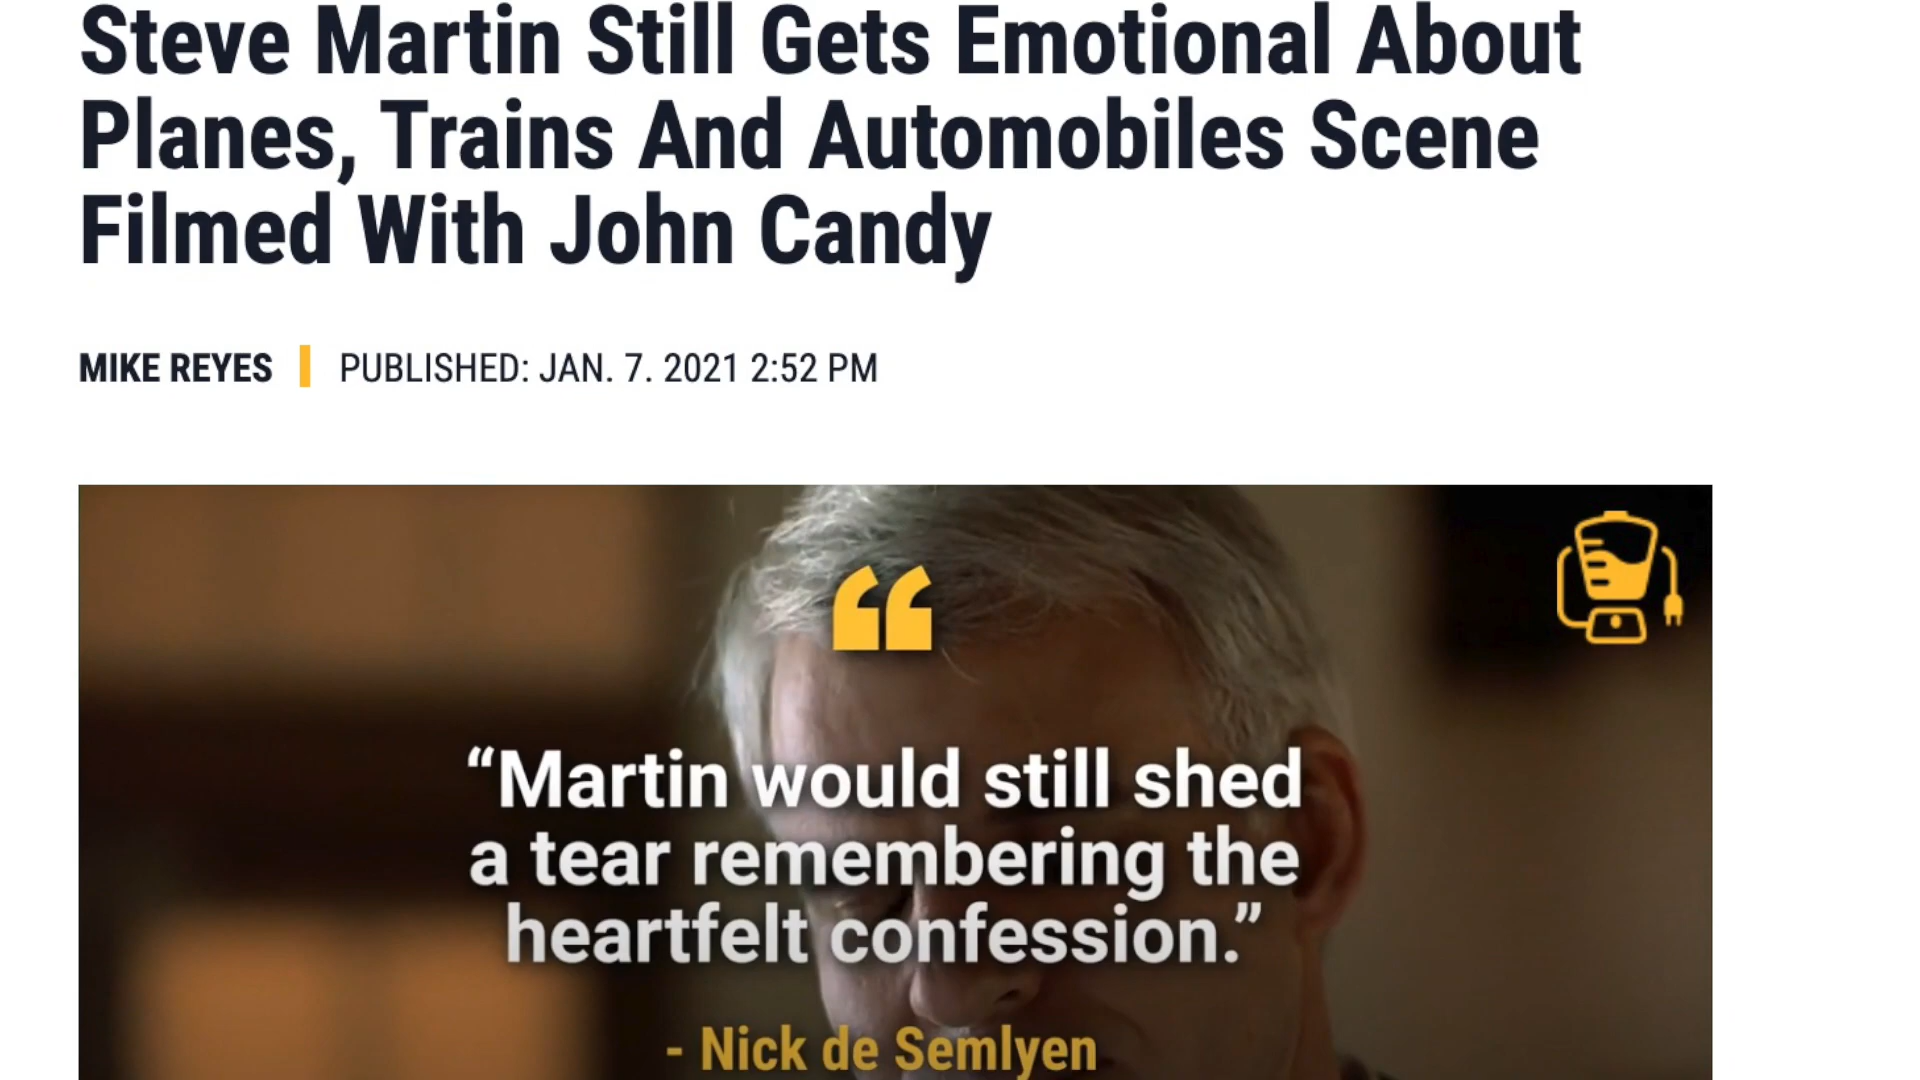 Steve Martin Still Gets Emotional About
Planes, Trains And Automobiles Scene
Filmed With John Candy
MIKE REYES
PUBLISHED: JAN. 7. 2021 2:52 PM
“
“Martin would still shed
a tear remembering the
heartfelt confession.”
- Nick de Semlyen